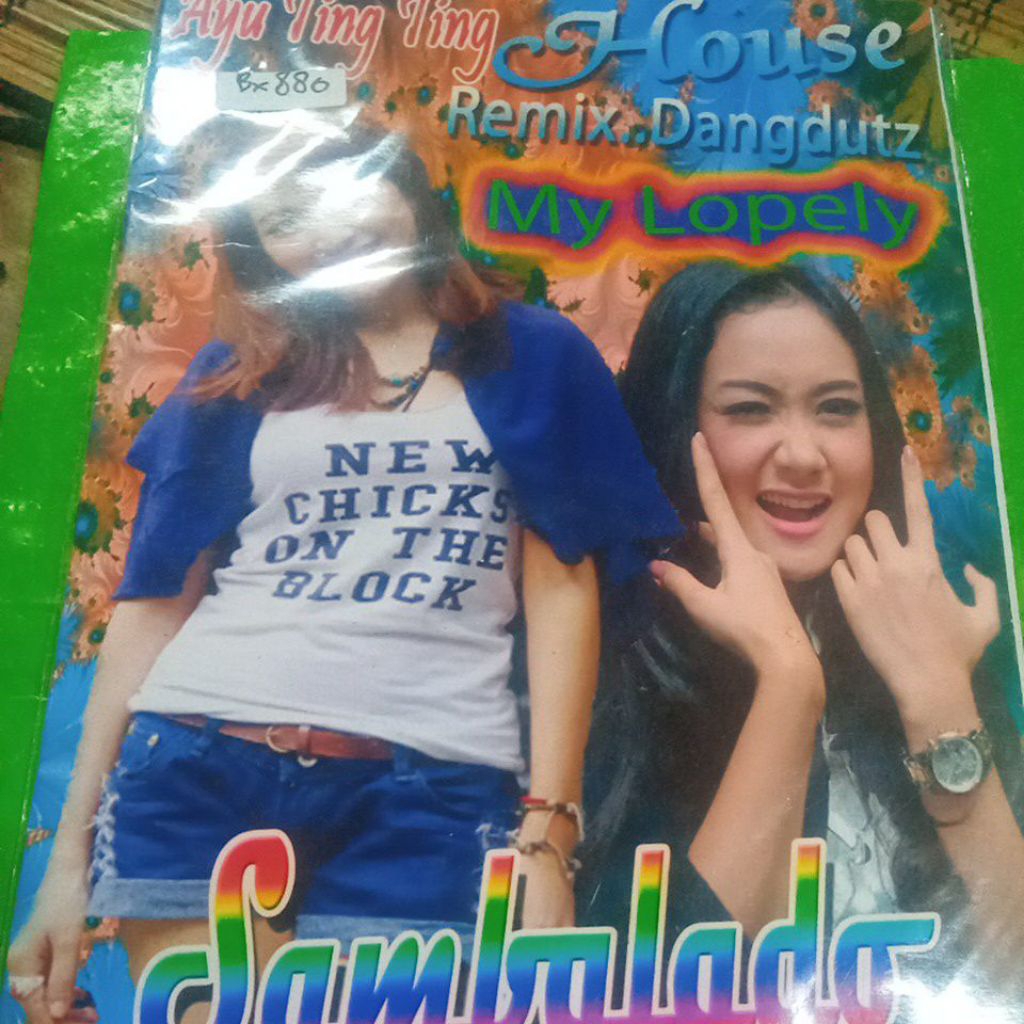 Ayu Ting Ting
House
Bx 880
Remix..Dangdutz
My Lopely
NEW
CHICKS
ON THE
BLOCK
Sambalado